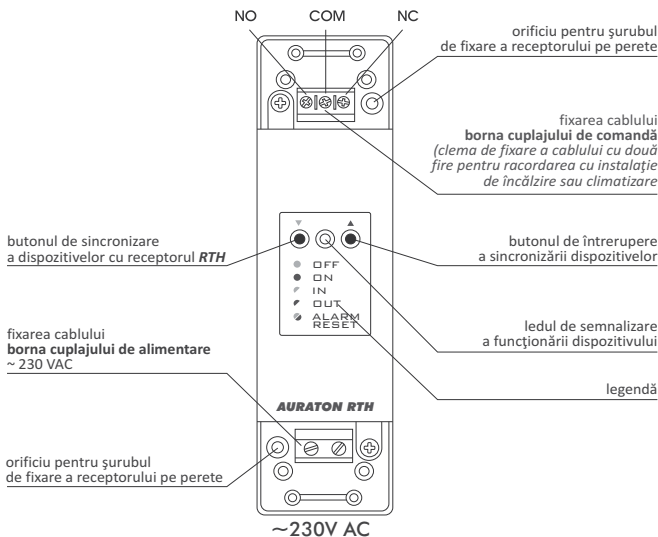 NO COM NC
orificiu pentru şurubul
de fixare a receptorului pe perete
fixarea cablului
borna cuplajului de comandă
(clema de fixare a cablului cu două
fire pentru racordarea cu instalaţie
de încălzire sau climatizare
butonul de sincronizare
a dispozitivelor cu receptorul RTH
butonul de întrerupere
a sincronizării dispozitivelor
OFF
ON
IN
OUT
ALARM
RESET
fixarea cablului
borna cuplajului de alimentare
~ 230 VAC
ledul de semnalizare
a funcţionării dispozitivului
legendă
AURATON RTH
orificiu pentru şurubul
de fixare a receptorului pe perete
~230V AC